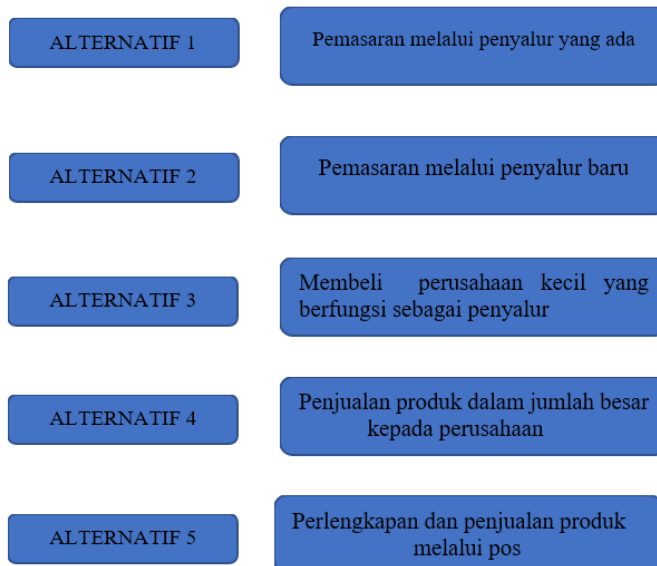 ALTERNATIF 1
Pemasaran melalui penyalur yang ada
ALTERNATIF 2
Pemasaran melalui penyalur baru
ALTERNATIF 3
Membeli perusahaan kecil yang
berfungsi sebagai penyalur
ALTERNATIF 4
Penjualan produk dalam jumlah besar
kepada perusahaan
ALTERNATIF 5
Perlengkapan dan penjualan produk
melalui pos